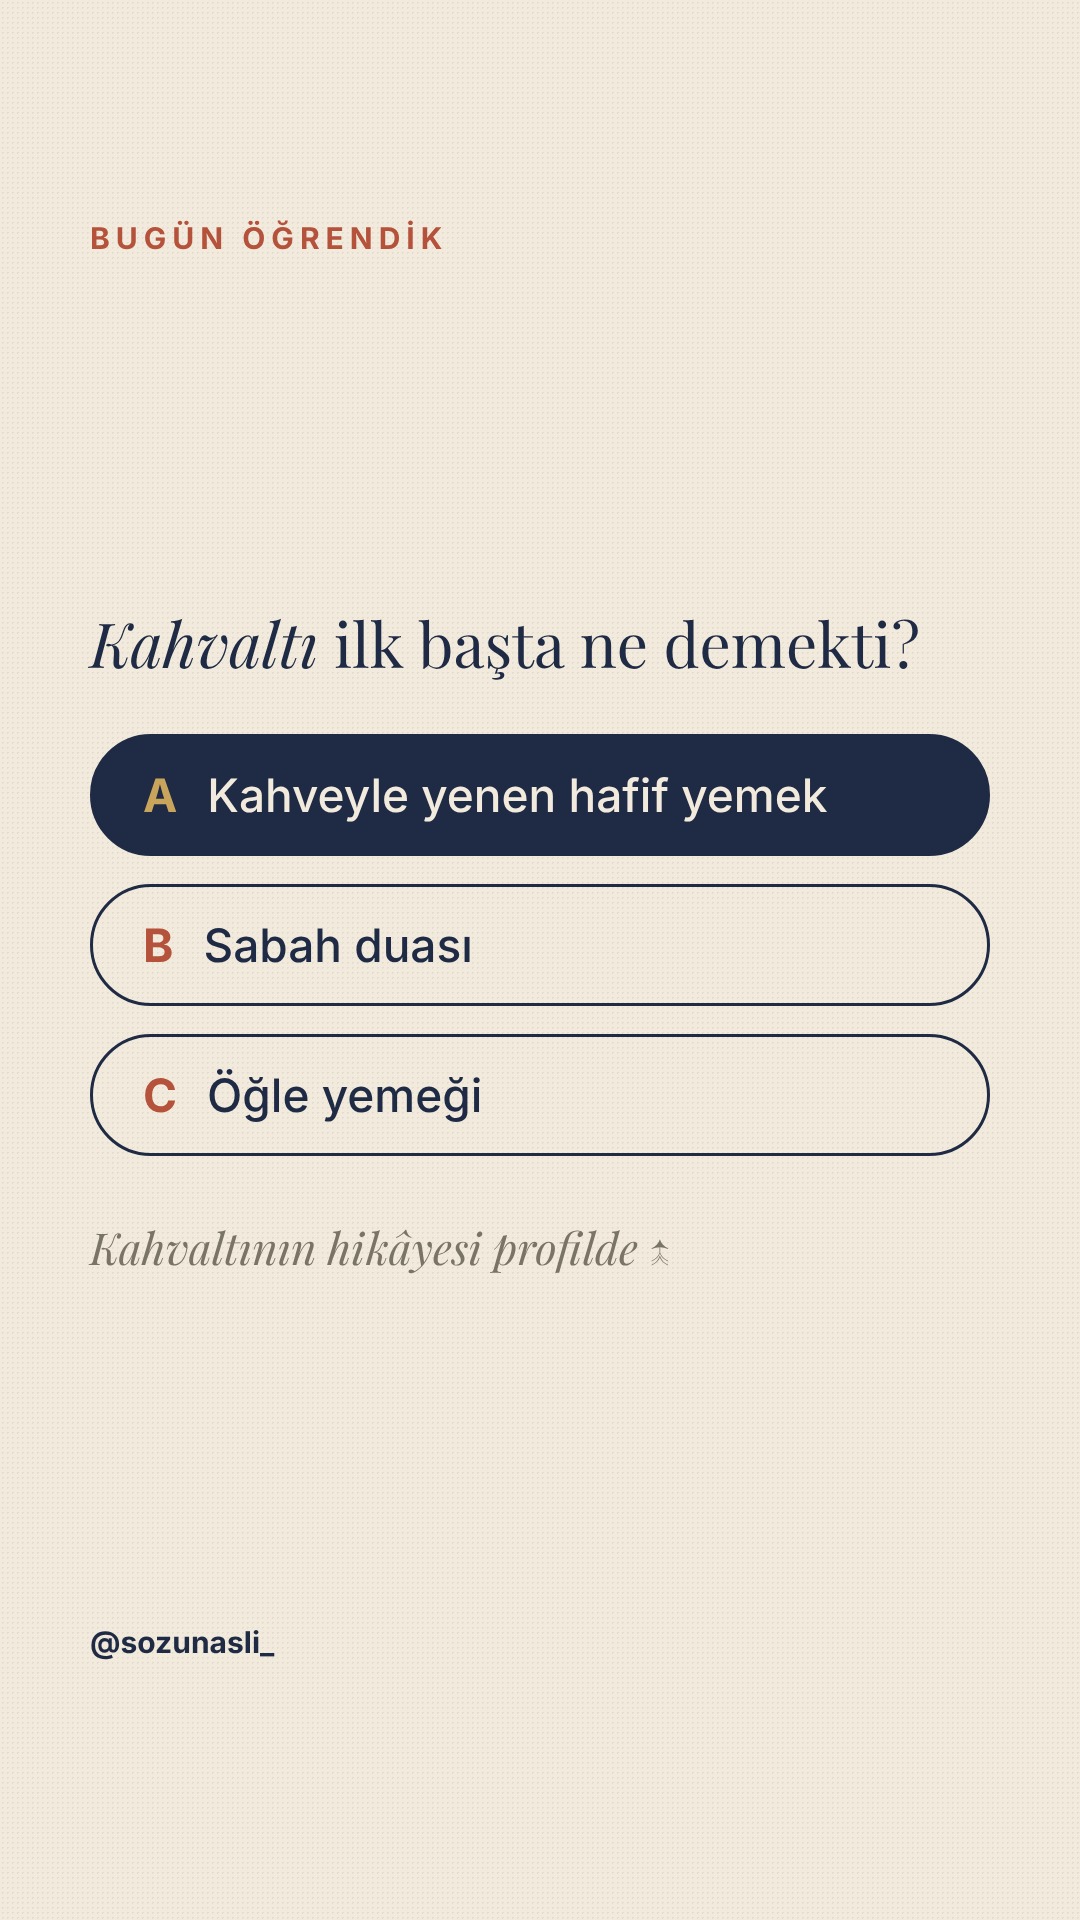 BUGÜN ÖĞRENDİK
Kahvaltı ilk başta ne demekti?
A Kahveyle yenen hafif yemek
B Sabah duası
C Öğle yemeği
Kahvaltının hikâyesi profilde
@sozunasli_